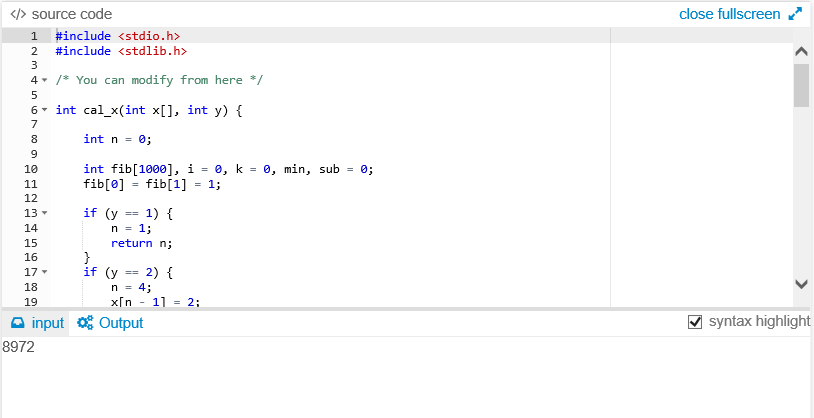 </> source code
close fullscreen
1 #include <stdio.h>
2 #include <stdlib.h>
3
4 /* You can modify from here */
5
6 int cal_x(int x[], int y) {
7
8 int n = 0;
9
10 int fib[1000], i = 0, k = 0, min, sub = 0;
11 fib[0] = fib[1] = 1;
12
13 if (y == 1) {
14 n = 1;
15 return n;
16 }
17 if (y == 2) {
18 n = 4;
19 x[n - 1] = 2;
input Output
syntax highlight
8972